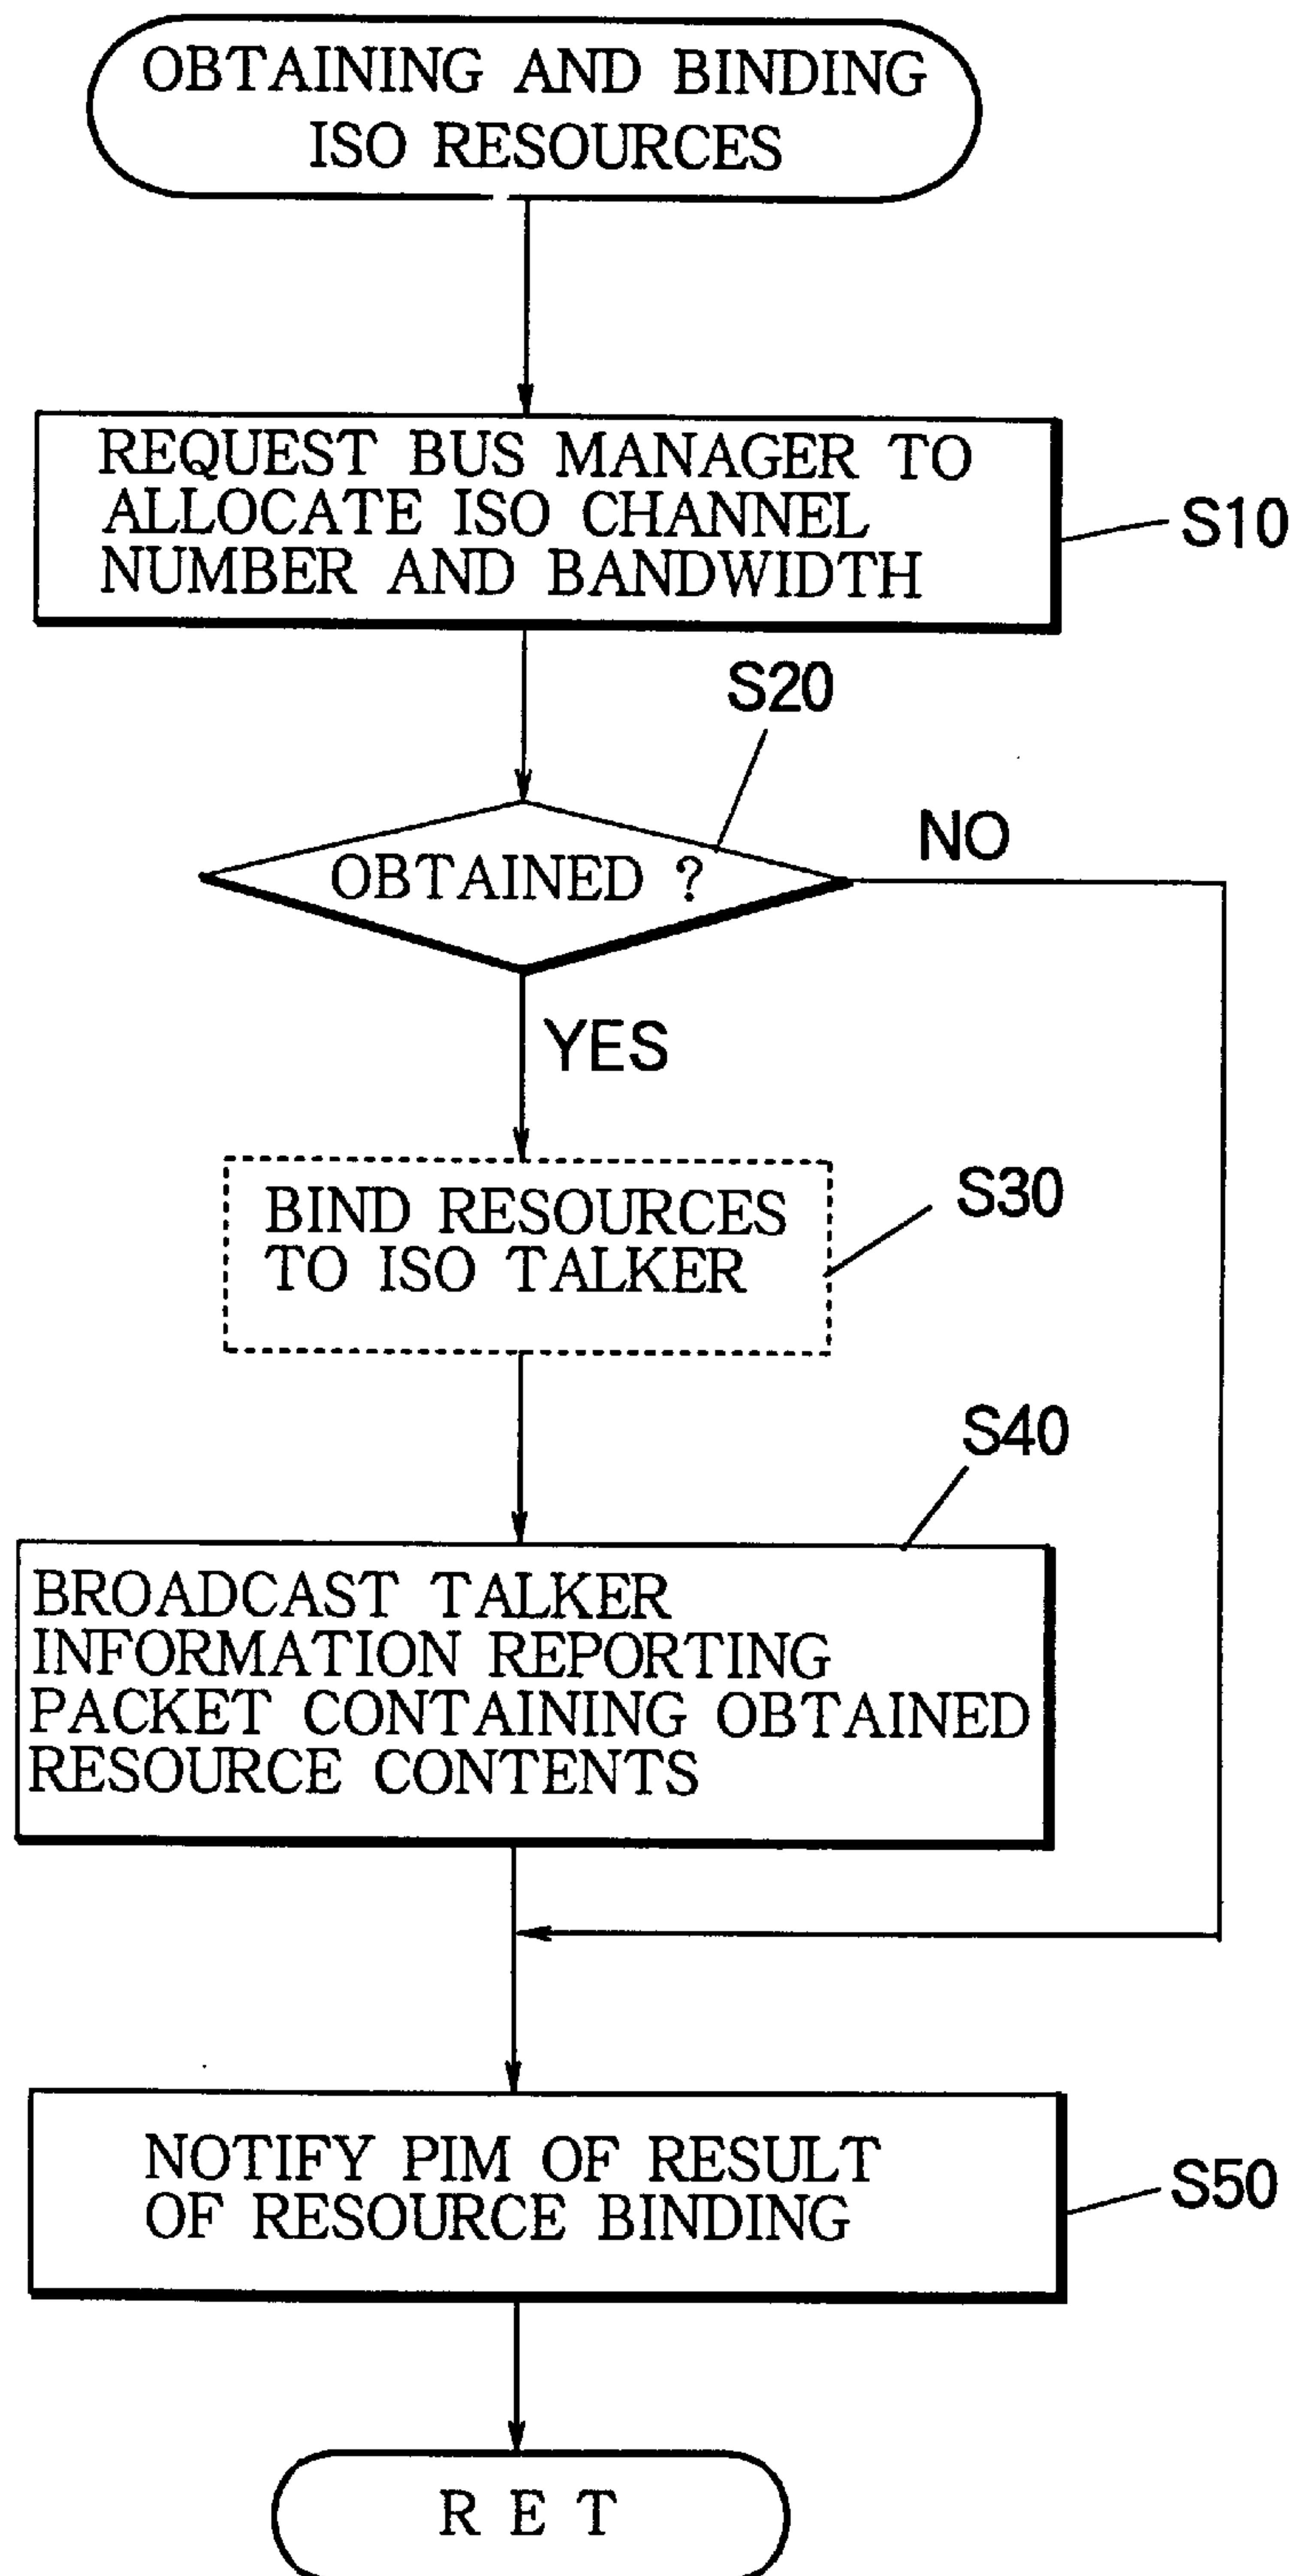 OBTAINING AND BINDING
ISO RESOURCES
REQUEST BUS MANAGER TO
ALLOCATE ISO CHANNEL
NUMBER AND BANDWIDTH
S10
S20
OBTAINED ?
NO
YES
BIND RESOURCES
TO ISO TALKER
S30
S40
BROADCAST TALKER
INFORMATION REPORTING
PACKET CONTAINING OBTAINED
RESOURCE CONTENTS
NOTIFY PIM OF RESULT
OF RESOURCE BINDING
S50
R E T